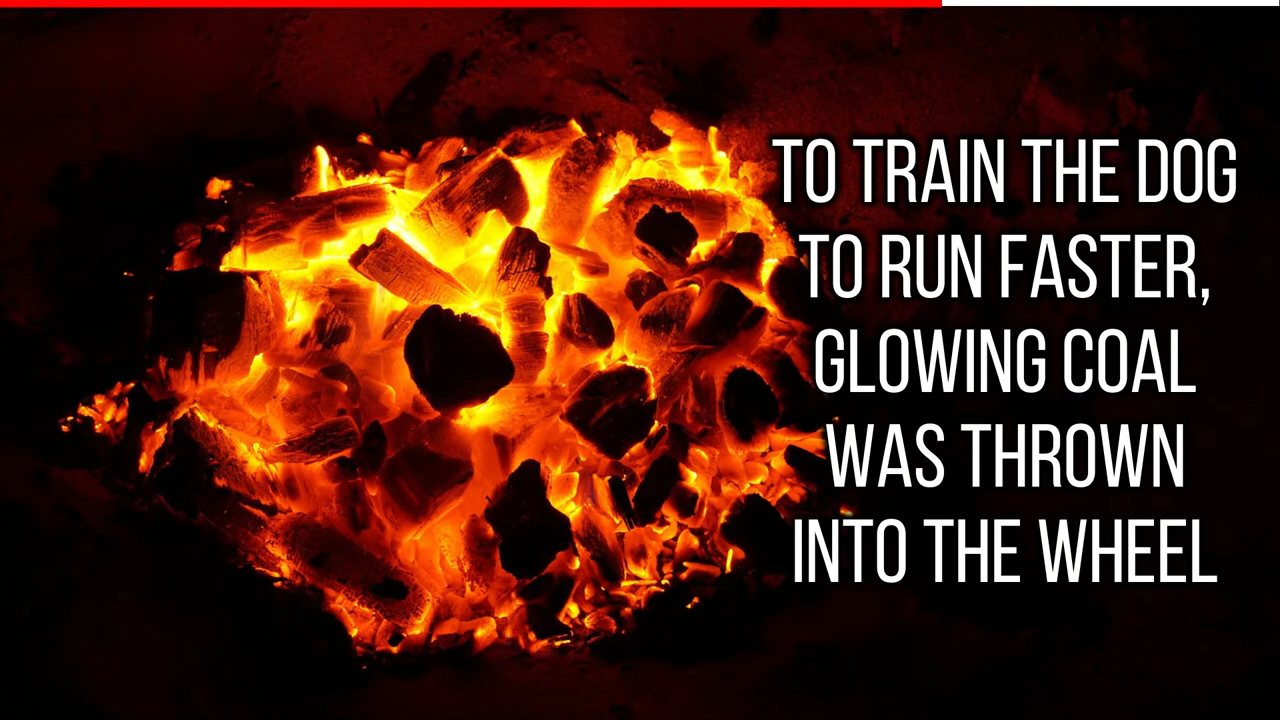 TO TRAIN THE DOG
TO RUN FASTER,
GLOWING COAL
WAS THROWN
INTO THE WHEEL